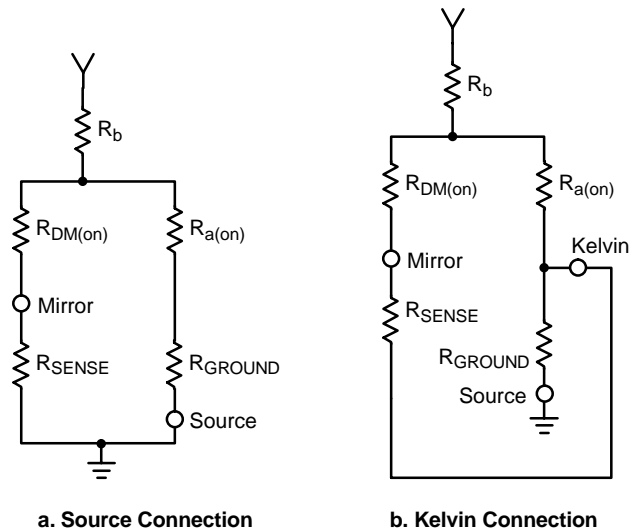 R_b
R_DM(on)
R_a(on)
Mirror
R_SENSE
R_GROUND
Source
a. Source Connection
R_b
R_DM(on)
R_a(on)
Kelvin
Mirror
R_SENSE
R_GROUND
Source
b. Kelvin Connection